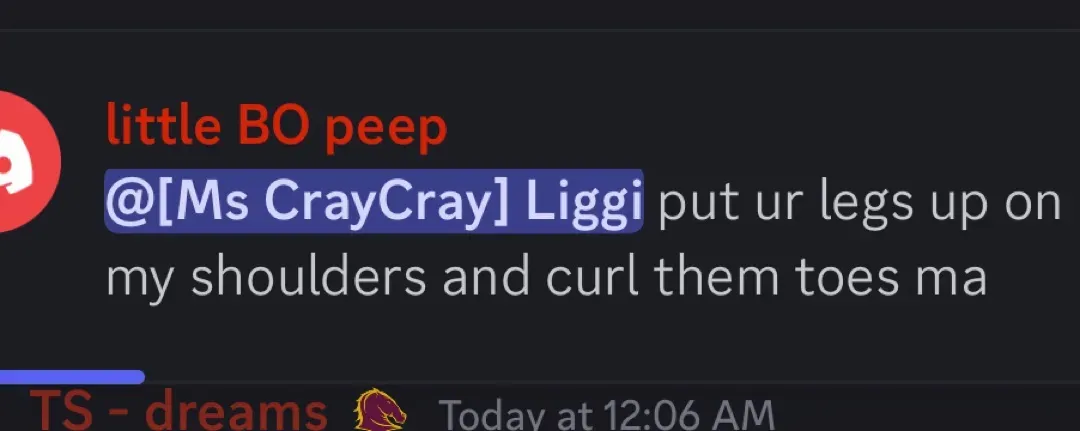 little BO peep
@[Ms CrayCray] Liggi put ur legs up on
my shoulders and curl them toes ma
TS - dreams Today at 12:06 AM